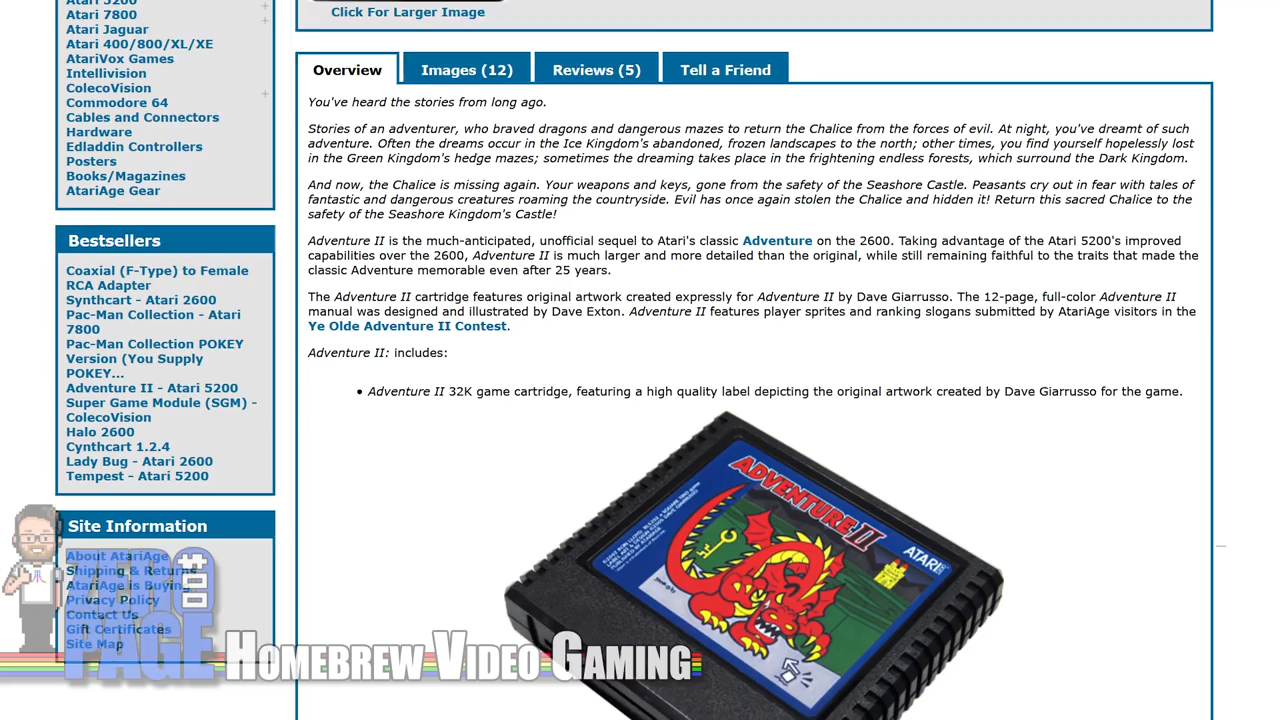 Atari 5200
Atari 7800
Atari Jaguar
Atari 400/800/XL/XE
AtariVox Games
Intellivision
ColecoVision
Commodore 64
Cables and Connectors
Hardware
Edladdin Controllers
Posters
Books/Magazines
AtariAge Gear
Bestsellers
Coaxial (F-Type) to Female
RCA Adapter
Synthcart - Atari 2600
Pac-Man Collection - Atari
7800
Pac-Man Collection POKEY
Version (You Supply
POKEY...
Adventure II - Atari 5200
Super Game Module (SGM) -
ColecoVision
Halo 2600
Cynthcart 1.2.4
Lady Bug - Atari 2600
Tempest - Atari 5200
Site Information
About AtariAge
Shipping & Returns
AtariAge is Buying
Privacy Policy
Contact Us
Gift Certificates
Site Map
Click For Larger Image
Overview
Images (12)
Reviews (5)
Tell a Friend
You've heard the stories from long ago.
Stories of an adventurer, who braved dragons and dangerous mazes to return the Chalice from the forces of evil. At night, you've dreamt of such
adventure. Often the dreams occur in the Ice Kingdom's abandoned, frozen landscapes to the north; other times, you find yourself hopelessly lost
in the Green Kingdom's hedge mazes; sometimes the dreaming takes place in the frightening endless forests, which surround the Dark Kingdom.
And now, the Chalice is missing again. Your weapons and keys, gone from the safety of the Seashore Castle. Peasants cry out in fear with tales of
fantastic and dangerous creatures roaming the countryside. Evil has once again stolen the Chalice and hidden it! Return this sacred Chalice to the
safety of the Seashore Kingdom's Castle!
Adventure II is the much-anticipated, unofficial sequel to Atari's classic Adventure on the 2600. Taking advantage of the Atari 5200's improved
capabilities over the 2600, Adventure II is much larger and more detailed than the original, while still remaining faithful to the traits that made the
classic Adventure memorable even after 25 years.
The Adventure II cartridge features original artwork created expressly for Adventure II by Dave Giarrusso. The 12-page, full-color Adventure II
manual was designed and illustrated by Dave Exton. Adventure II features player sprites and ranking slogans submitted by AtariAge visitors in the
Ye Olde Adventure II Contest.
Adventure II: includes:
Adventure II 32K game cartridge, featuring a high quality label depicting the original artwork created by Dave Giarrusso for the game.
ADVENTURE II
ATARI
PAGE
HOMEBREW VIDEO GAMING